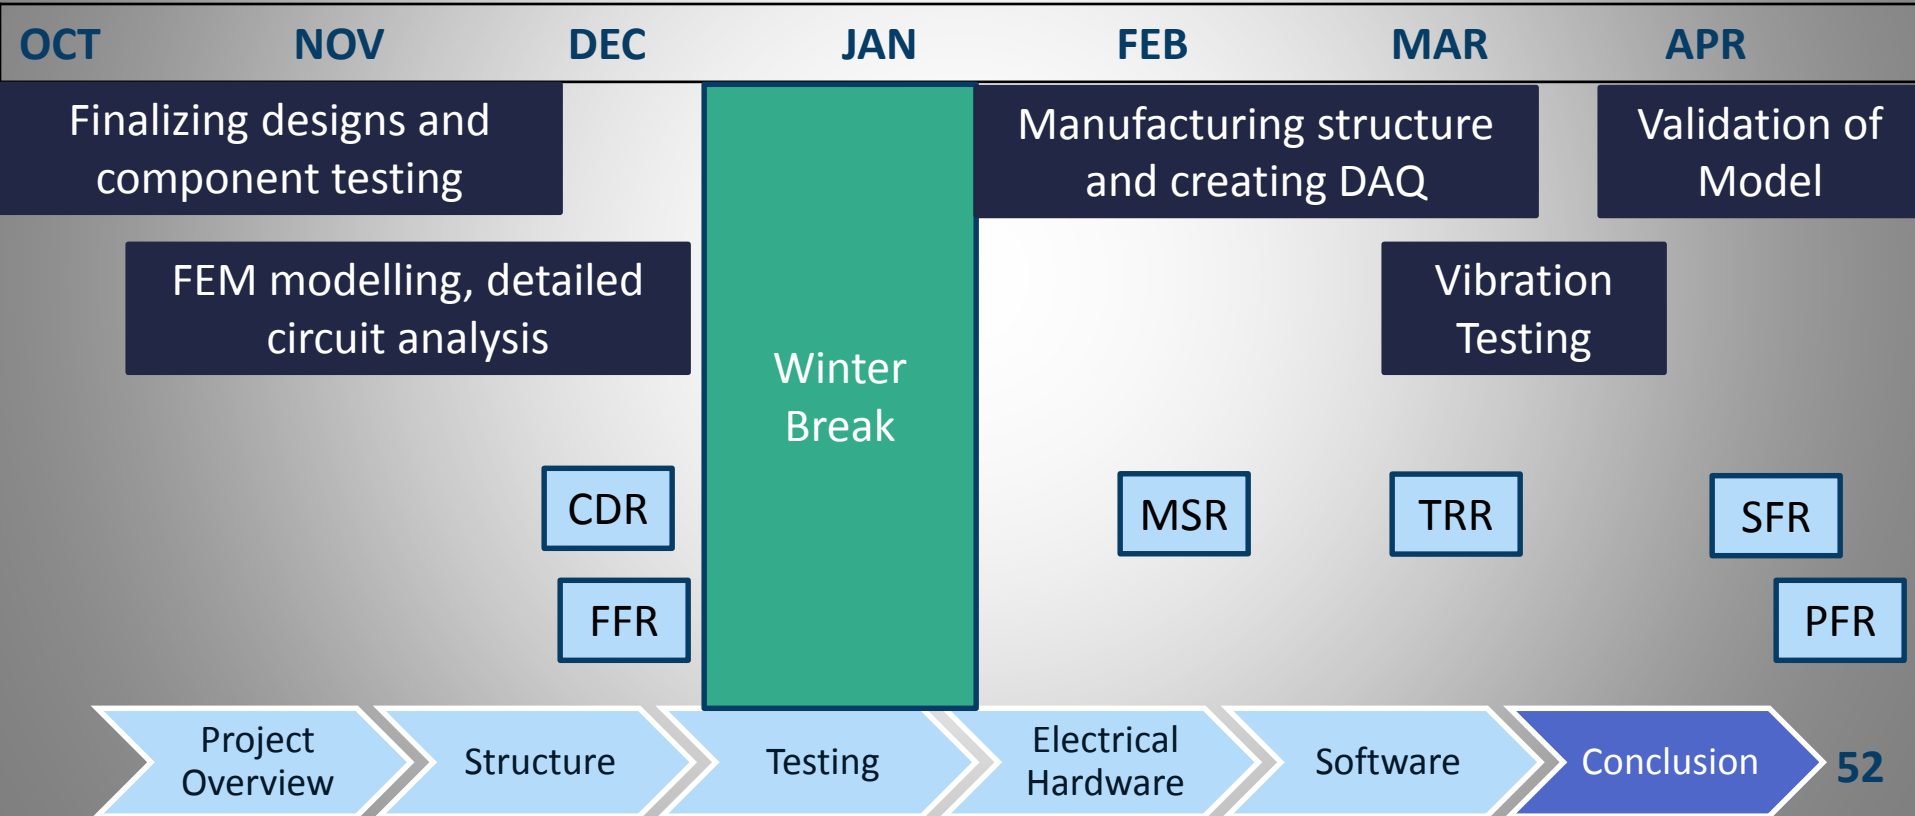 OCT NOV DEC JAN FEB MAR APR
Finalizing designs and
component testing
Manufacturing structure
and creating DAQ
Validation of
Model
FEM modelling, detailed
circuit analysis
Vibration
Testing
Winter
Break
CDR
MSR
TRR
SFR
FFR
PFR
Project
Overview
Structure
Testing
Electrical
Hardware
Software
Conclusion
52